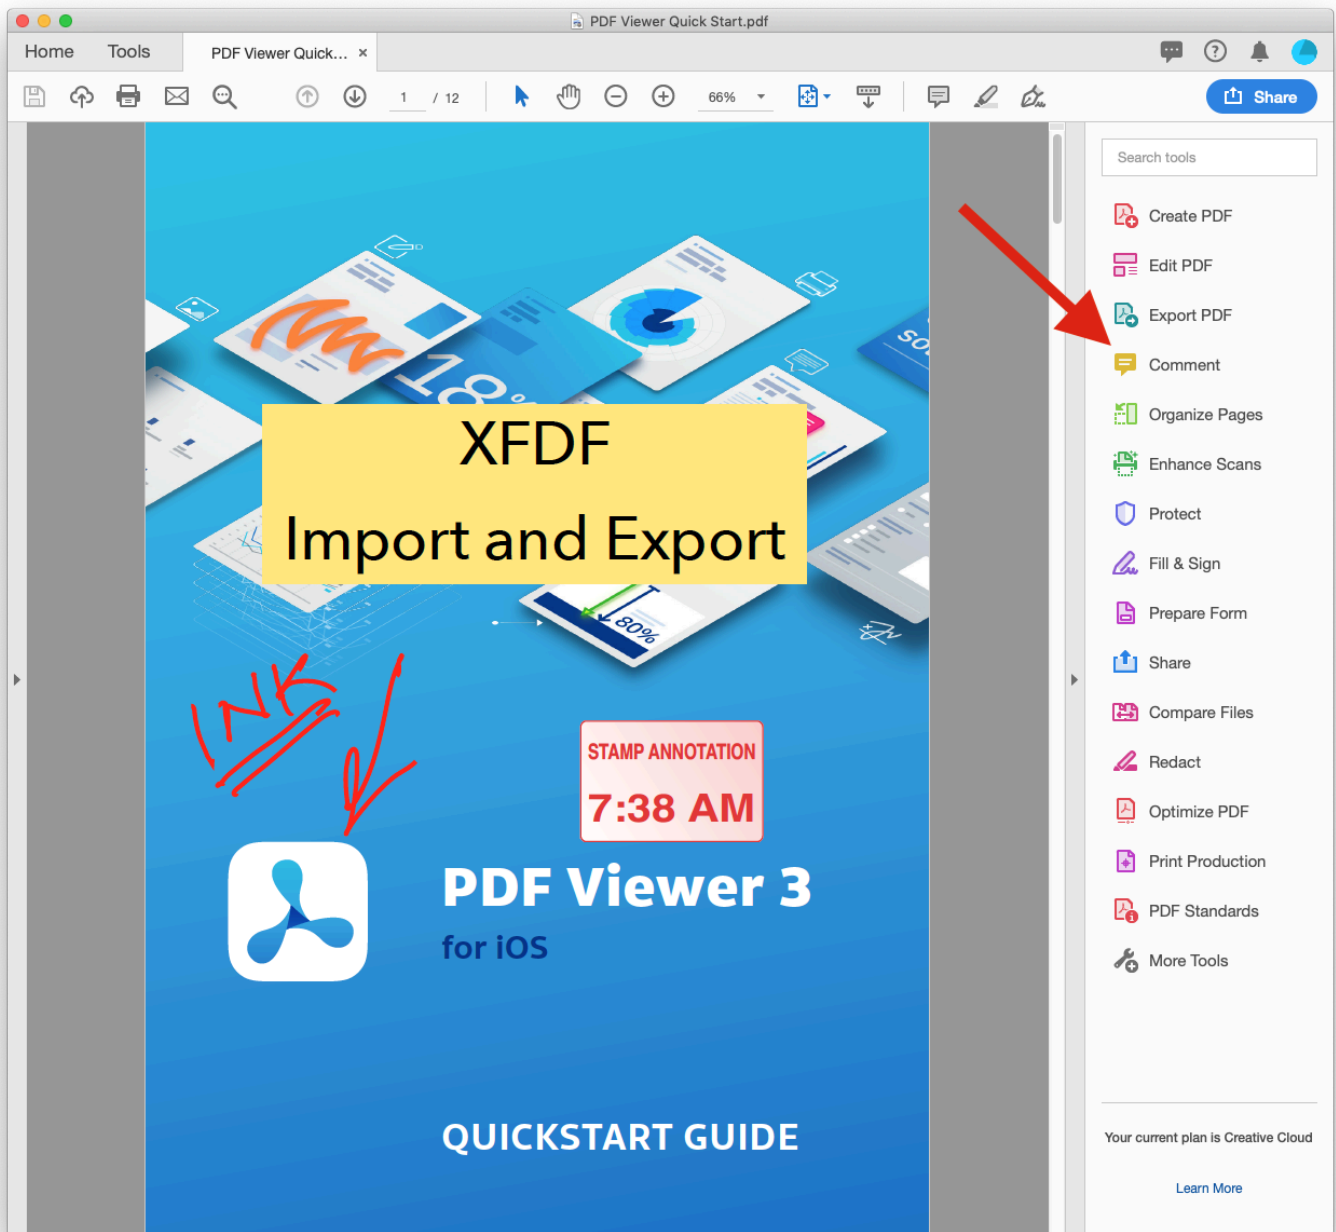 PDF Viewer Quick Start.pdf
Home Tools PDF Viewer Quick... ×
1 / 12 66% Share
Search tools
Create PDF
Edit PDF
Export PDF
Comment
Organize Pages
Enhance Scans
Protect
Fill & Sign
Prepare Form
Share
Compare Files
Redact
Optimize PDF
Print Production
PDF Standards
More Tools
Your current plan is Creative Cloud
Learn More
18%
XFDF
Import and Export
80%
INK
STAMP ANNOTATION
7:38 AM
PDF Viewer 3
for iOS
QUICKSTART GUIDE